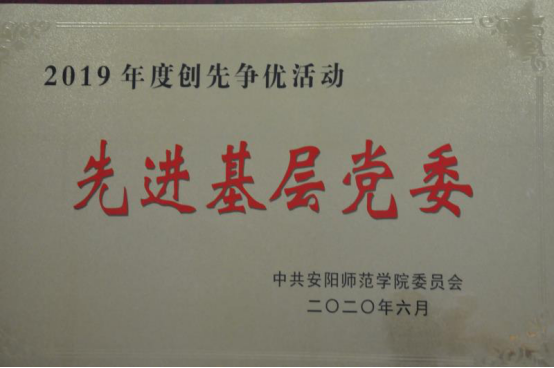 2019年度创先争优活动
先进基层党委
中共安阳师范学院委员会
二〇二〇年六月